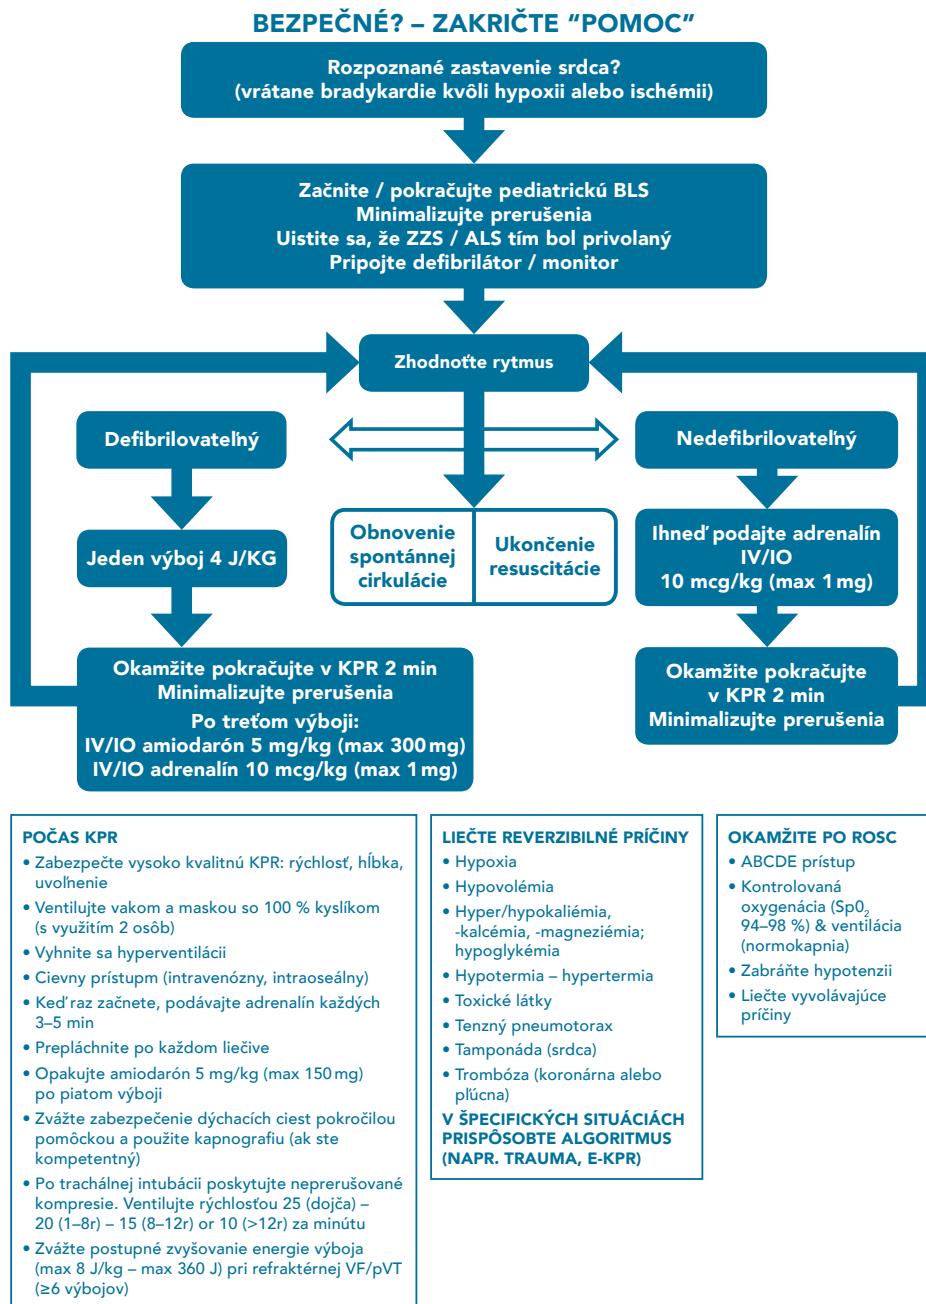 BEZPEČNÉ? – ZAKRIČTE "POMOC"
Rozpoznané zastavenie srdca?
(vrátane bradykardie kvôli hypoxii alebo ischémii)
Začnite / pokračujte pediatrickú BLS
Minimalizujte prerušenia
Uistite sa, že ZZS / ALS tím bol privolaný
Pripojte defibrilátor / monitor
Zhodnoťte rytmus
Defibrilovateľný
Jeden výboj 4 J/KG
Okamžite pokračujte v KPR 2 min
Minimalizujte prerušenia
Po treťom výboji:
IV/IO amiodarón 5 mg/kg (max 300 mg)
IV/IO adrenalín 10 mcg/kg (max 1 mg)
Obnovenie
spontánnej
cirkulácie
Ukončenie
resuscitácie
Nedefibrilovateľný
Ihneď podajte adrenalín
IV/IO
10 mcg/kg (max 1 mg)
Okamžite pokračujte
v KPR 2 min
Minimalizujte prerušenia
POČAS KPR
• Zabezpečte vysoko kvalitnú KPR: rýchlosť, hĺbka,
uvoľnenie
• Ventilujte vakom a maskou so 100 % kyslíkom
(s využitím 2 osôb)
• Vyhnite sa hyperventilácii
• Cievny prístupm (intravenózny, intraoseálny)
• Keď raz začnete, podávajte adrenalín každých
3–5 min
• Prepláchnite po každom liečive
• Opakujte amiodarón 5 mg/kg (max 150 mg)
po piatom výboji
• Zvážte zabezpečenie dýchacích ciest pokročilou
pomôckou a použite kapnografiu (ak ste
kompetentný)
• Po trachálnej intubácii poskytujte neprerušované
kompresie. Ventilujte rýchlosťou 25 (dojča) –
20 (1–8r) – 15 (8–12r) or 10 (>12r) za minútu
• Zvážte postupné zvyšovanie energie výboja
(max 8 J/kg – max 360 J) pri refraktérnej VF/pVT
(≥6 výbojov)
LIEČTE REVERZIBILNÉ PRÍČINY
• Hypoxia
• Hypovolémia
• Hyper/hypokaliémia,
-kalcémia, -magneziémia;
hypoglykémia
• Hypotermia – hypertermia
• Toxické látky
• Tenzný pneumotorax
• Tamponáda (srdca)
• Trombóza (koronárna alebo
pľúcna)
V ŠPECIFICKÝCH SITUÁCIÁCH
PRISPÔSOBTE ALGORITMUS
(NAPR. TRAUMA, E-KPR)
OKAMŽITE PO ROSC
• ABCDE prístup
• Kontrolovaná
oxygenácia (Sp0₂
94–98 %) & ventilácia
(normokapnia)
• Zabráňte hypotenzii
• Liečte vyvolávajúce
príčiny